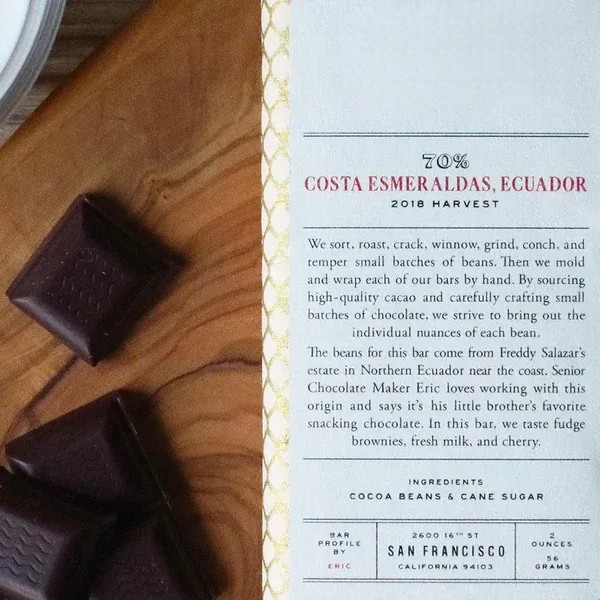 70%
COSTA ESMERALDAS, ECUADOR
2018 HARVEST
We sort, roast, crack, winnow, grind, conch, and
temper small batches of beans. Then we mold
and wrap each of our bars by hand. By sourcing
high-quality cacao and carefully crafting small
batches of chocolate, we strive to bring out the
individual nuances of each bean.
The beans for this bar come from Freddy Salazar's
estate in Northern Ecuador near the coast. Senior
Chocolate Maker Eric loves working with this
origin and says it's his little brother's favorite
snacking chocolate. In this bar, we taste fudge
brownies, fresh milk, and cherry.
INGREDIENTS
COCOA BEANS & CANE SUGAR
BAR
PROFILE
BY
ERIC
2600 16TH ST
SAN FRANCISCO
CALIFORNIA 94103
2
OUNCES
56
GRAMS